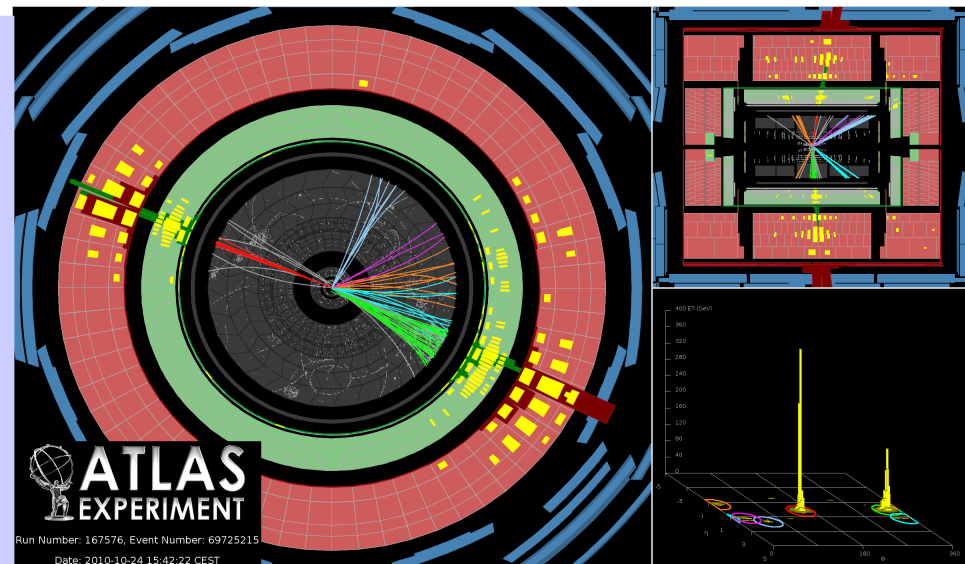 ATLAS
EXPERIMENT
Run Number: 167576, Event Number: 69725215
Date: 2010-10-24 15:42:22 CEST
400 ET (GeV)
360
320
280
240
200
160
120
80
40
0
-5
-3
-1
1
3
5
η
0
180
Φ
360